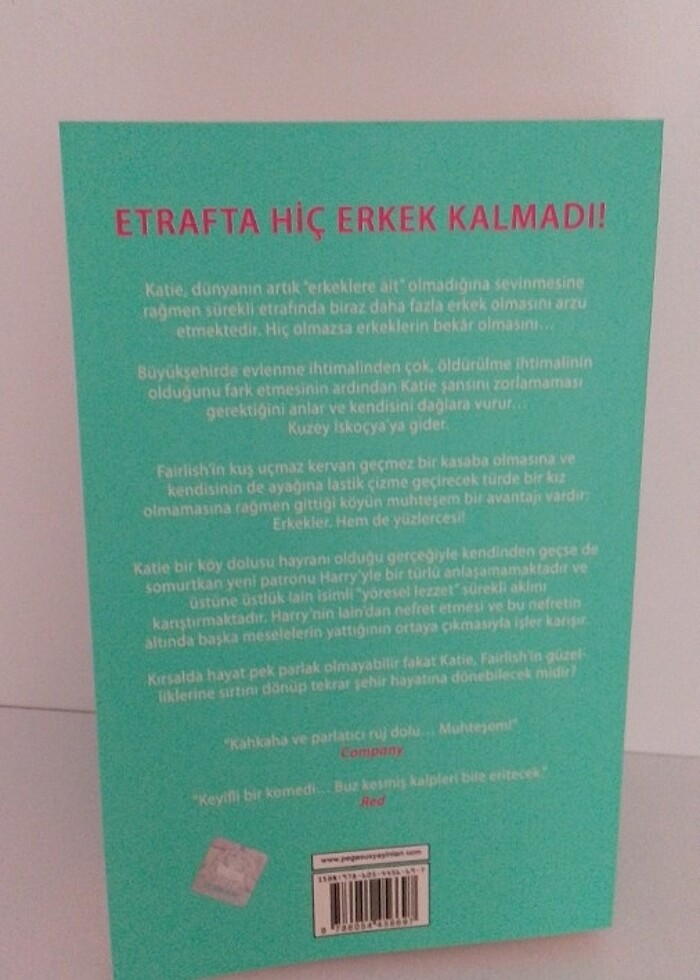 ETRAFTA HİÇ ERKEK KALMADI!
Katie, dünyanın artık "erkeklere ait" olmadığına sevinmesine
rağmen sürekli etrafında biraz daha fazla erkek olmasını arzu
etmektedir. Hiç olmazsa erkeklerin bekâr olmasını...
Büyükşehirde evlenme ihtimalinden çok, öldürülme ihtimalinin
olduğunu fark etmesinin ardından Katie şansını zorlamaması
gerektiğini anlar ve kendisini dağlara vurur...
Kuzey İskoçya'ya gider.
Fairlish'in kuş uçmaz kervan geçmez bir kasaba olmasına ve
kendisinin de ayağına lastik çizme geçirecek türde bir kız
olmamasına rağmen gittiği köyün muhteşem bir avantajı vardır:
Erkekler. Hem de yüzlercesi!
Katie bir köy dolusu hayranı olduğu gerçeğiyle kendinden geçse de
somurtkan yeni patronu Harry'yle bir türlü anlaşamamaktadır ve
üstüne üstlük Iain isimli "yöresel lezzet" sürekli aklını
karıştırmaktadır. Harry'nin Iain'dan nefret etmesi ve bu nefretin
altında başka meselelerin yattığının ortaya çıkmasıyla işler karışır.
Kırsalda hayat pek parlak olmayabilir fakat Katie, Fairlish'in güzel-
liklerine sırtını dönüp tekrar şehir hayatına dönebilecek midir?
"Kahkaha ve parlatıcı ruj dolu... Muhteşem!"
Company
"Keyifli bir komedi... Buz kesmiş kalpleri bile eritecek."
Red
www.pegasusyayinlari.com